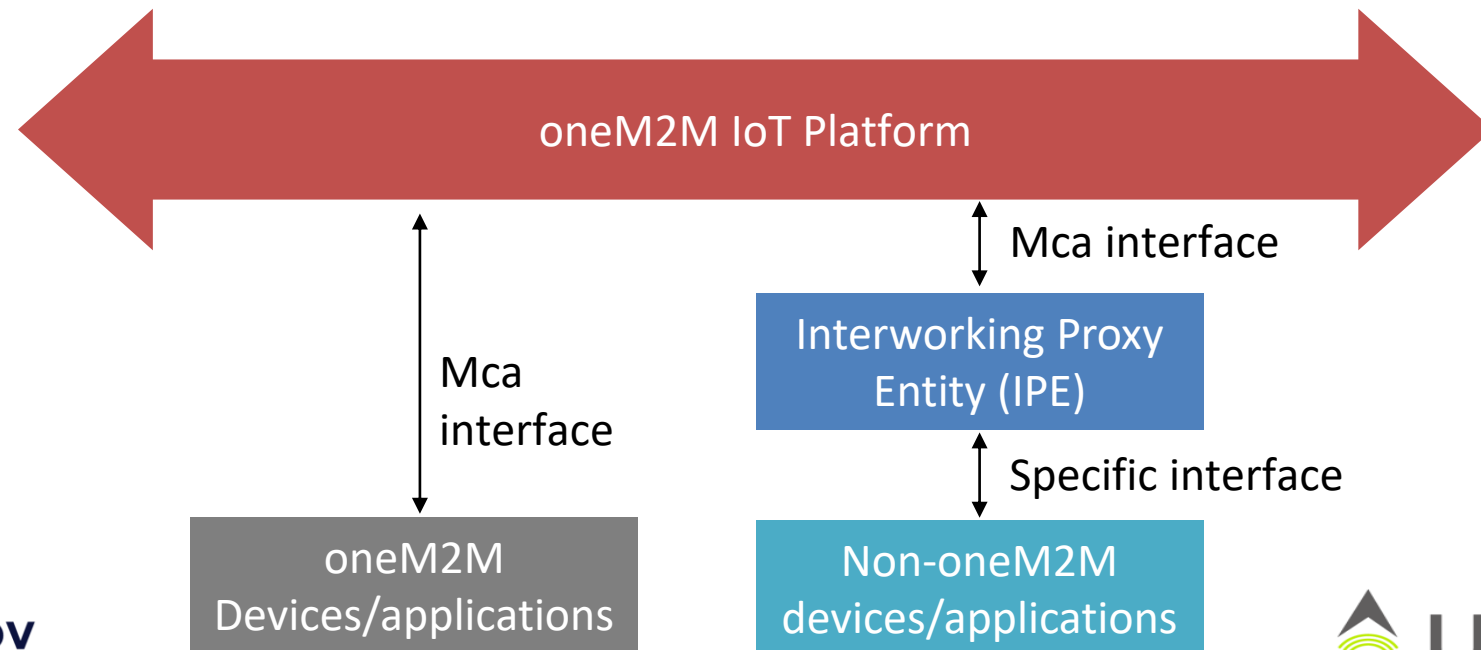 oneM2M IoT Platform
Mca interface
Interworking Proxy
Entity (IPE)
Mca
interface
Specific interface
oneM2M
Devices/applications
Non-oneM2M
devices/applications